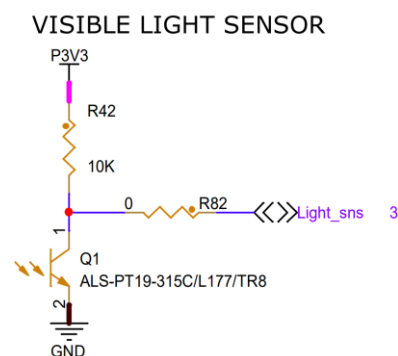 VISIBLE LIGHT SENSOR
P3V3
R42
10K
0 R82
Light_sns 3
1
Q1
ALS-PT19-315C/L177/TR8
2
GND